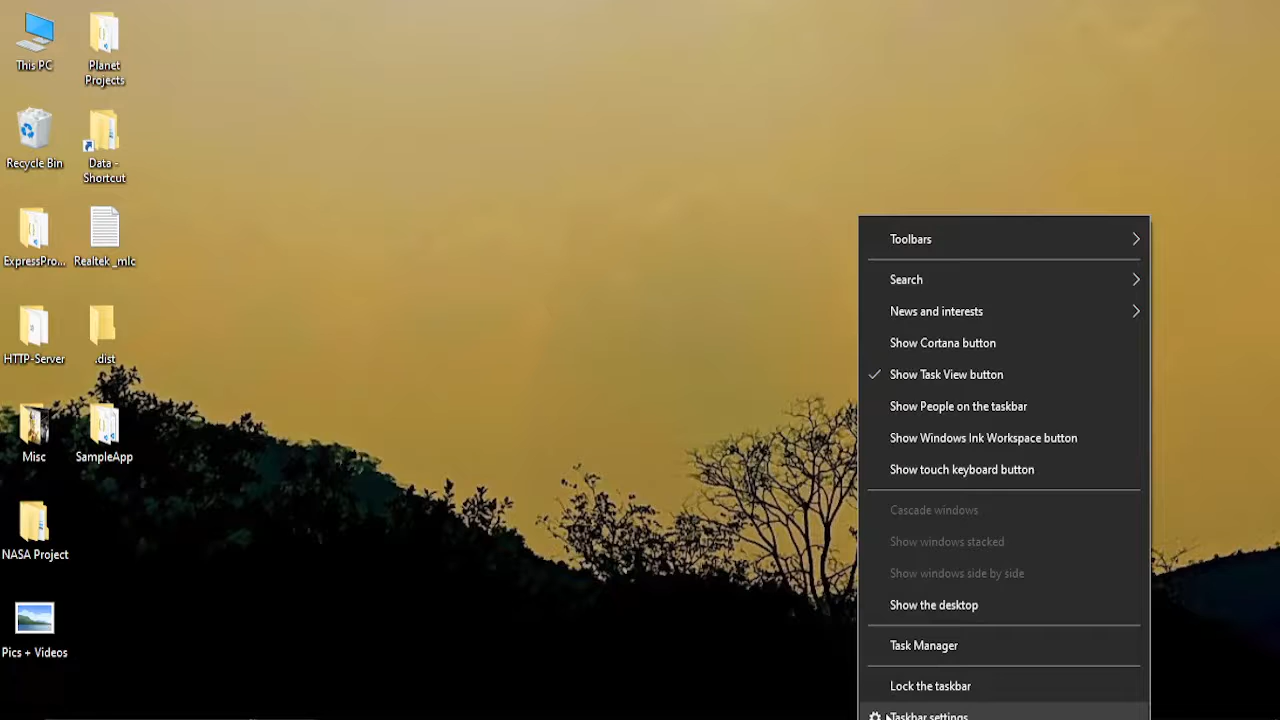 This PC
Planet
Projects
Recycle Bin
Data -
Shortcut
ExpressPro...
Realtek_mic
HTTP-Server
.dist
Misc
SampleApp
NASA Project
Pics + Videos
Toolbars
Search
News and interests
Show Cortana button
Show Task View button
Show People on the taskbar
Show Windows Ink Workspace button
Show touch keyboard button
Cascade windows
Show windows stacked
Show windows side by side
Show the desktop
Task Manager
Lock the taskbar
Taskbar settings